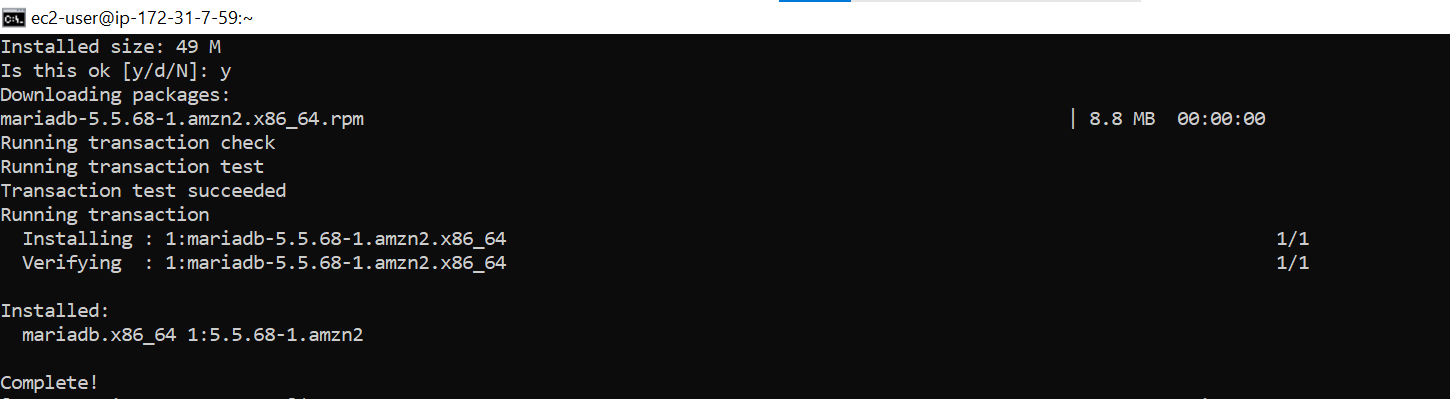 ec2-user@ip-172-31-7-59:~
Installed size: 49 M
Is this ok [y/d/N]: y
Downloading packages:
mariadb-5.5.68-1.amzn2.x86_64.rpm | 8.8 MB 00:00:00
Running transaction check
Running transaction test
Transaction test succeeded
Running transaction
Installing : 1:mariadb-5.5.68-1.amzn2.x86_64 1/1
Verifying : 1:mariadb-5.5.68-1.amzn2.x86_64 1/1
Installed:
mariadb.x86_64 1:5.5.68-1.amzn2
Complete!